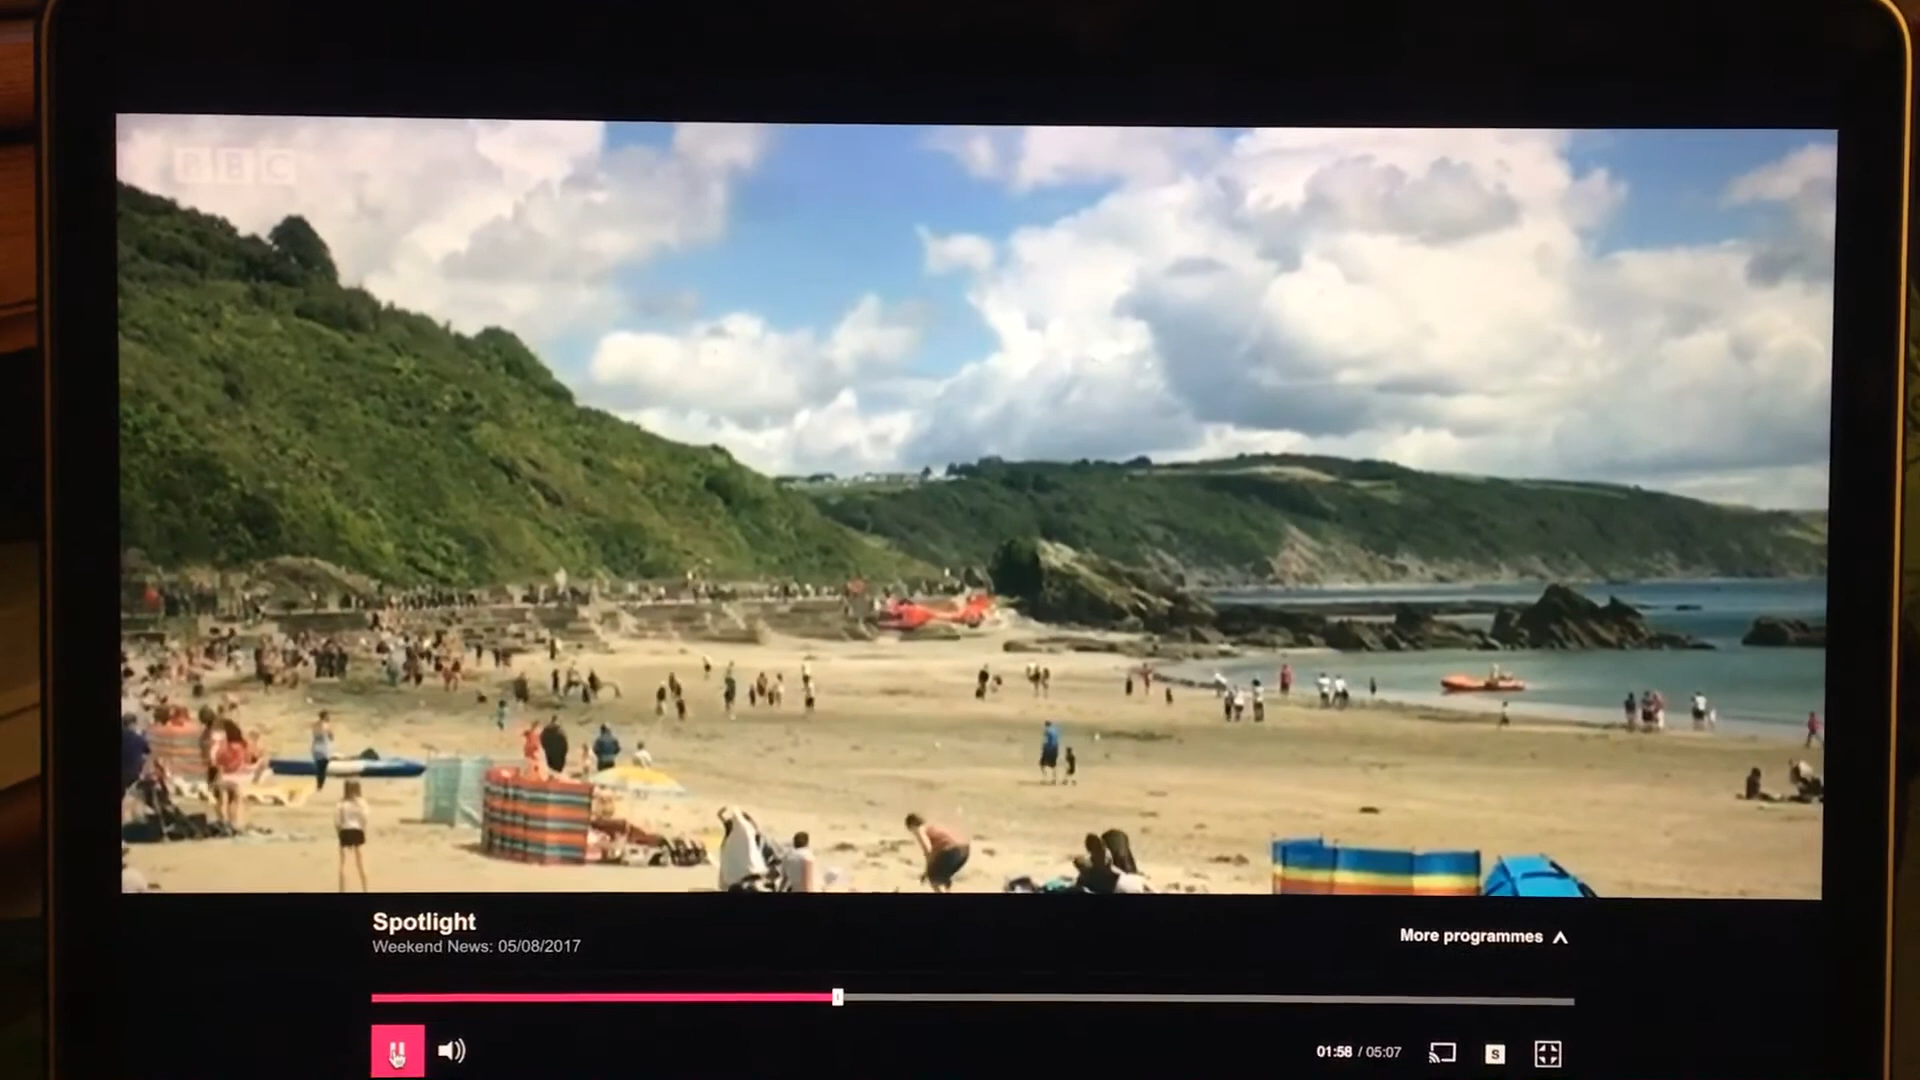 BBC
Spotlight
Weekend News: 05/08/2017
More programmes
01:58 / 05:07
S